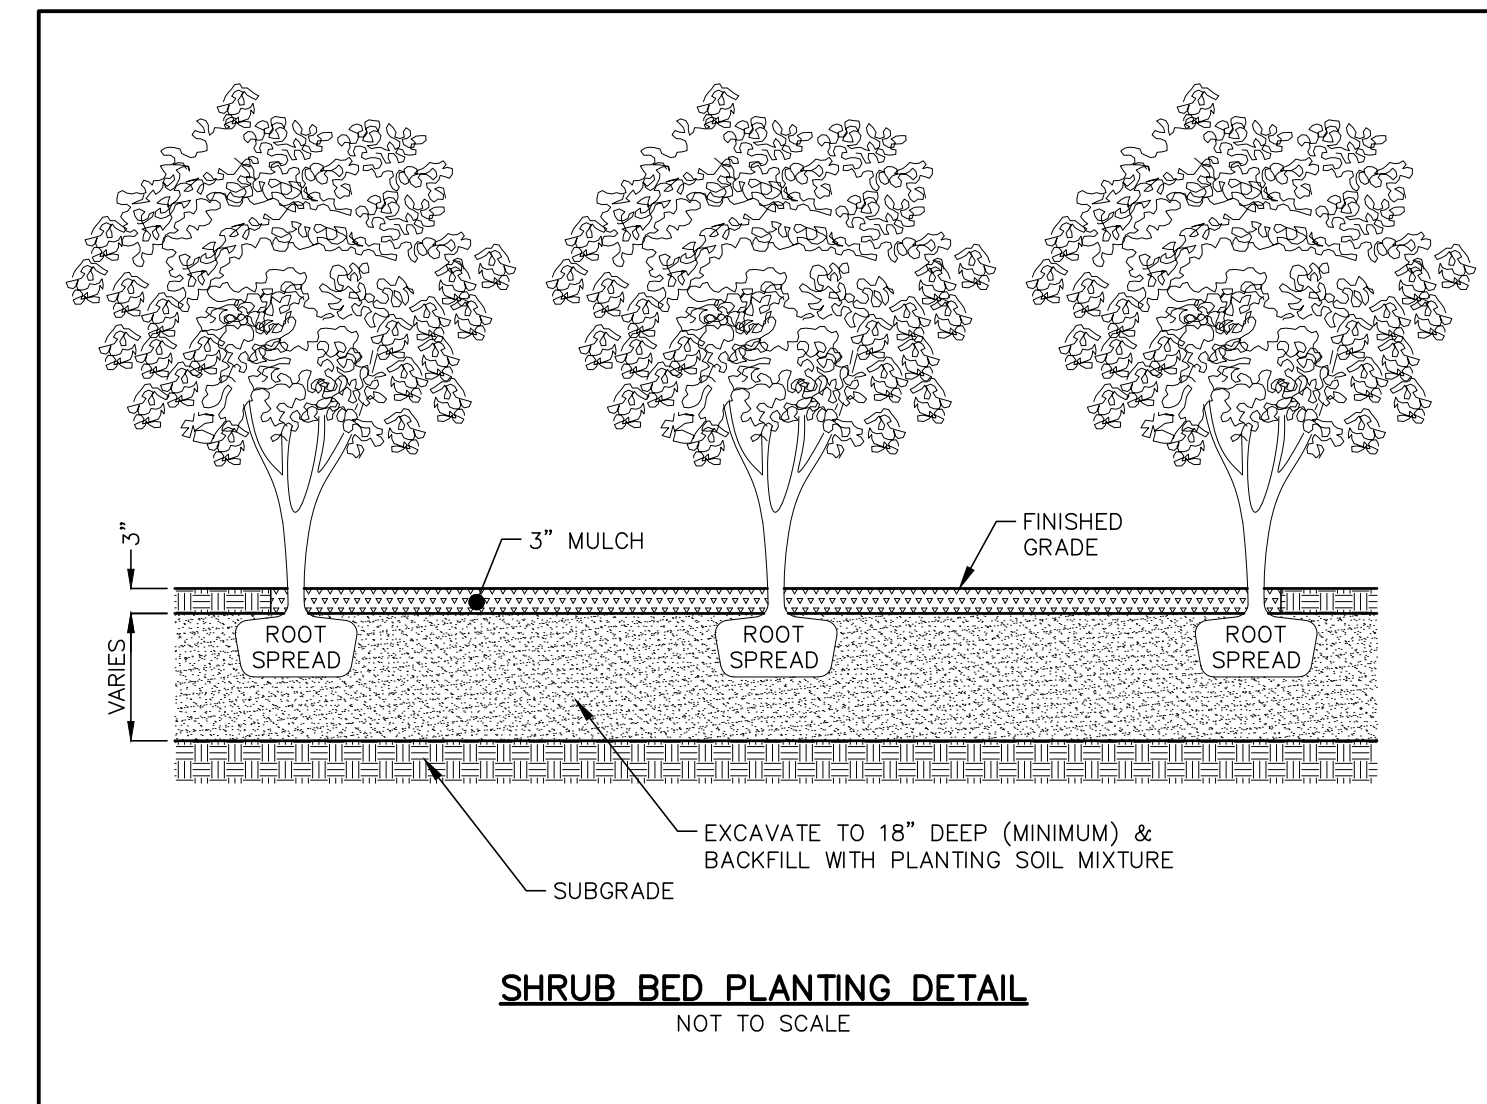 3” MULCH
FINISHED
GRADE
3”
VARIES
ROOT
SPREAD
ROOT
SPREAD
ROOT
SPREAD
EXCAVATE TO 18” DEEP (MINIMUM) &
BACKFILL WITH PLANTING SOIL MIXTURE
SUBGRADE
SHRUB BED PLANTING DETAIL
NOT TO SCALE